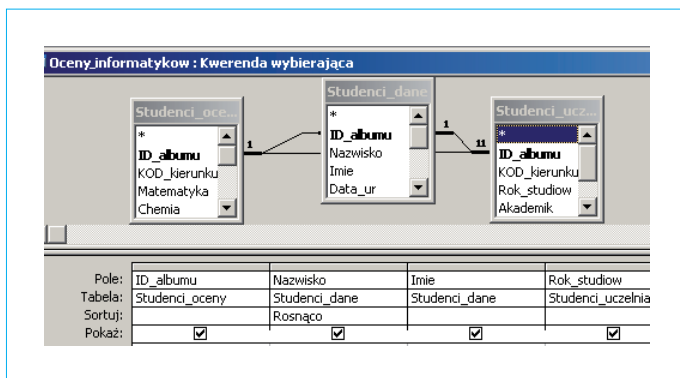 Oceny_informatykow : Kwerenda wybierająca
Studenci_oce...
*
ID_albumu
KOD_kierunku
Matematyka
Chemia
1
Studenci_dane
*
ID_albumu
Nazwisko
Imie
Data_ur
1
11
Studenci_ucz...
*
ID_albumu
KOD_kierunku
Rok_studiow
Akademik
Pole: ID_albumu Nazwisko Imie Rok_studiow
Tabela: Studenci_oceny Studenci_dane Studenci_dane Studenci_uczelnia
Sortuj: Rosnąco
Pokaż: